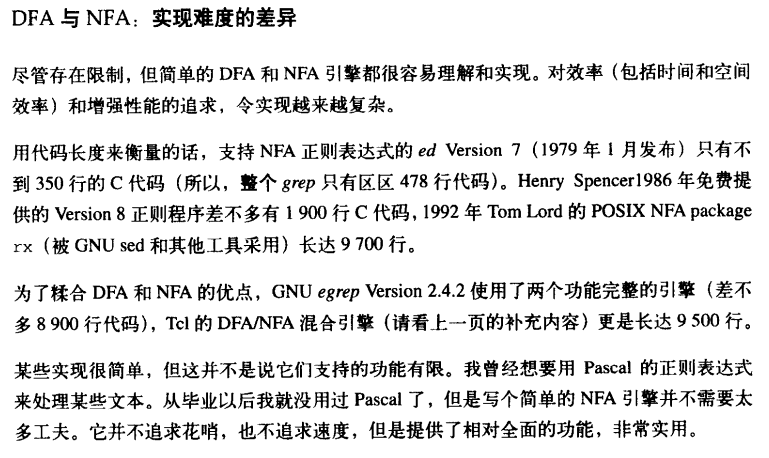 DFA 与 NFA：实现难度的差异
尽管存在限制，但简单的 DFA 和 NFA 引擎都很容易理解和实现。对效率（包括时间和空间
效率）和增强性能的追求，令实现越来越复杂。
用代码长度来衡量的话，支持 NFA 正则表达式的 ed Version 7（1979 年 1 月发布）只有不
到 350 行的 C 代码（所以，整个 grep 只有区区 478 行代码）。Henry Spencer1986 年免费提
供的 Version 8 正则程序差不多有 1 900 行 C 代码，1992 年 Tom Lord 的 POSIX NFA package
rx（被 GNU sed 和其他工具采用）长达 9 700 行。
为了糅合 DFA 和 NFA 的优点，GNU egrep Version 2.4.2 使用了两个功能完整的引擎（差不
多 8 900 行代码），Tcl 的 DFA/NFA 混合引擎（请看上一页的补充内容）更是长达 9 500 行。
某些实现很简单，但这并不是说它们支持的功能有限。我曾经想要用 Pascal 的正则表达式
来处理某些文本。从毕业以后我就没用过 Pascal 了，但是写个简单的 NFA 引擎并不需要太
多工夫。它并不追求花哨，也不追求速度，但是提供了相对全面的功能，非常实用。